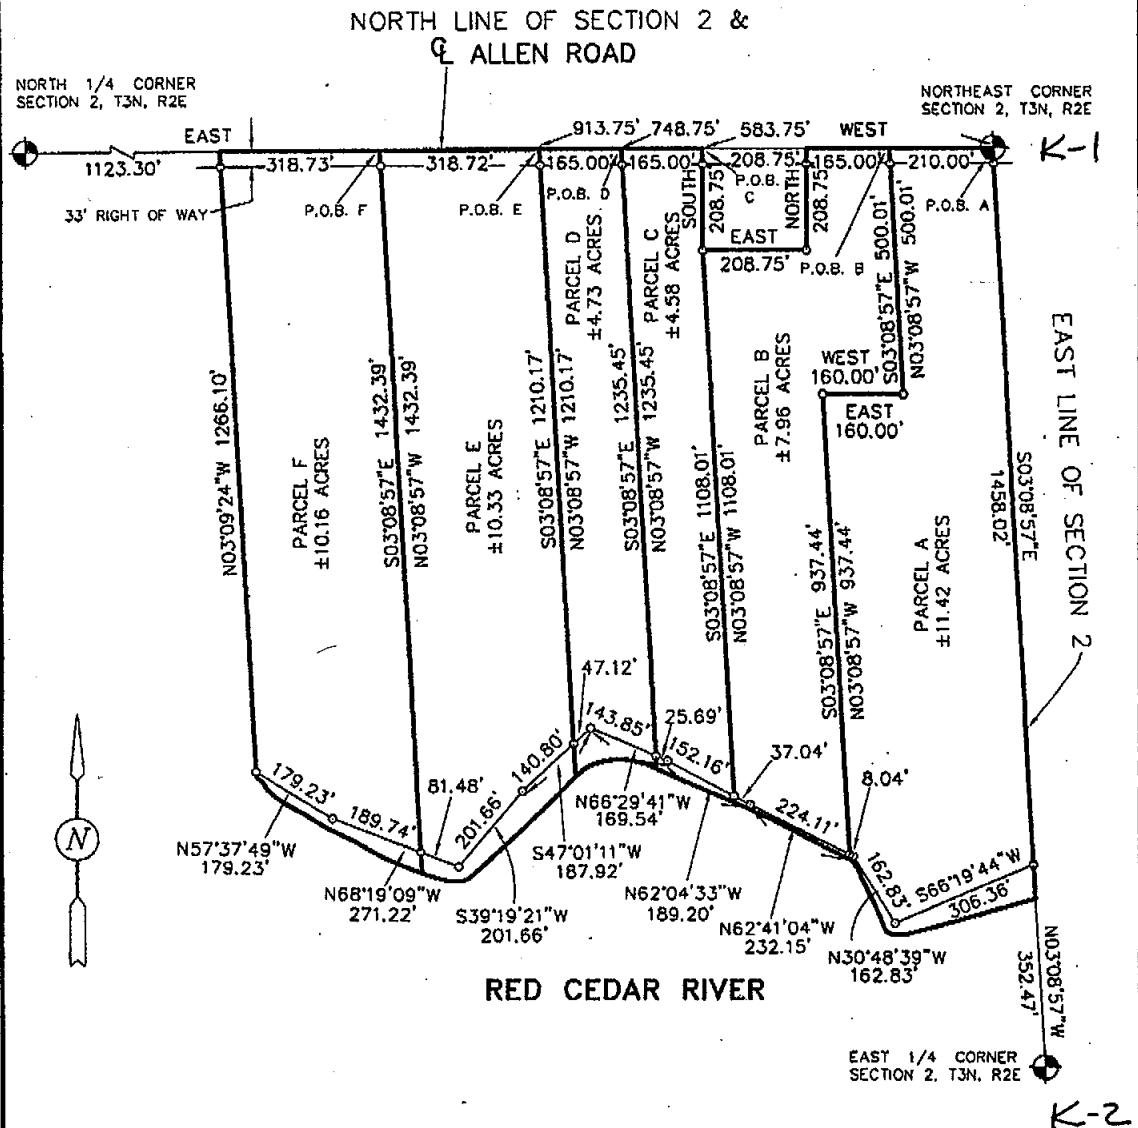 NORTH LINE OF SECTION 2 &
℄ ALLEN ROAD
NORTH 1/4 CORNER
SECTION 2, T3N, R2E
NORTHEAST CORNER
SECTION 2, T3N, R2E
K-1
EAST
913.75'
748.75'
583.75'
WEST
1123.30'
318.73'
318.72'
165.00'
165.00'
208.75'
165.00'
210.00'
33' RIGHT OF WAY
P.O.B. F
P.O.B. E
P.O.B. D
P.O.B.
C
P.O.B. A
SOUTH
208.75'
NORTH
208.75'
EAST
208.75'
P.O.B. B
S03°08'57"E 500.01'
N03°08'57"W 500.01'
WEST
160.00'
EAST
160.00'
N03°09'24"W 1266.10'
PARCEL F
±10.16 ACRES
S03°08'57"E 1432.39'
N03°08'57"W 1432.39'
PARCEL E
±10.33 ACRES
S03°08'57"E 1210.17'
N03°08'57"W 1210.17'
PARCEL D
±4.73 ACRES.
S03°08'57"E 1235.45'
N03°08'57"W 1235.45'
PARCEL C
±4.58 ACRES
S03°08'57"E 1108.01'
N03°08'57"W 1108.01'
PARCEL B
±7.96 ACRES
S03°08'57"E 937.44'
N03°08'57"W 937.44'
PARCEL A
±11.42 ACRES
S03°08'57"E
1458.02'
EAST LINE OF SECTION 2
47.12'
143.85'
25.69'
152.16'
37.04'
224.11'
8.04'
179.23'
189.74'
81.48'
201.66'
140.80'
162.83'
S66°19'44"W
306.36'
N57°37'49"W
179.23'
N68°19'09"W
271.22'
S39°19'21"W
201.66'
S47°01'11"W
187.92'
N66°29'41"W
169.54'
N62°04'33"W
189.20'
N62°41'04"W
232.15'
N30°48'39"W
162.83'
N03°08'57"W
352.47'
N
RED CEDAR RIVER
EAST 1/4 CORNER
SECTION 2, T3N, R2E
K-2